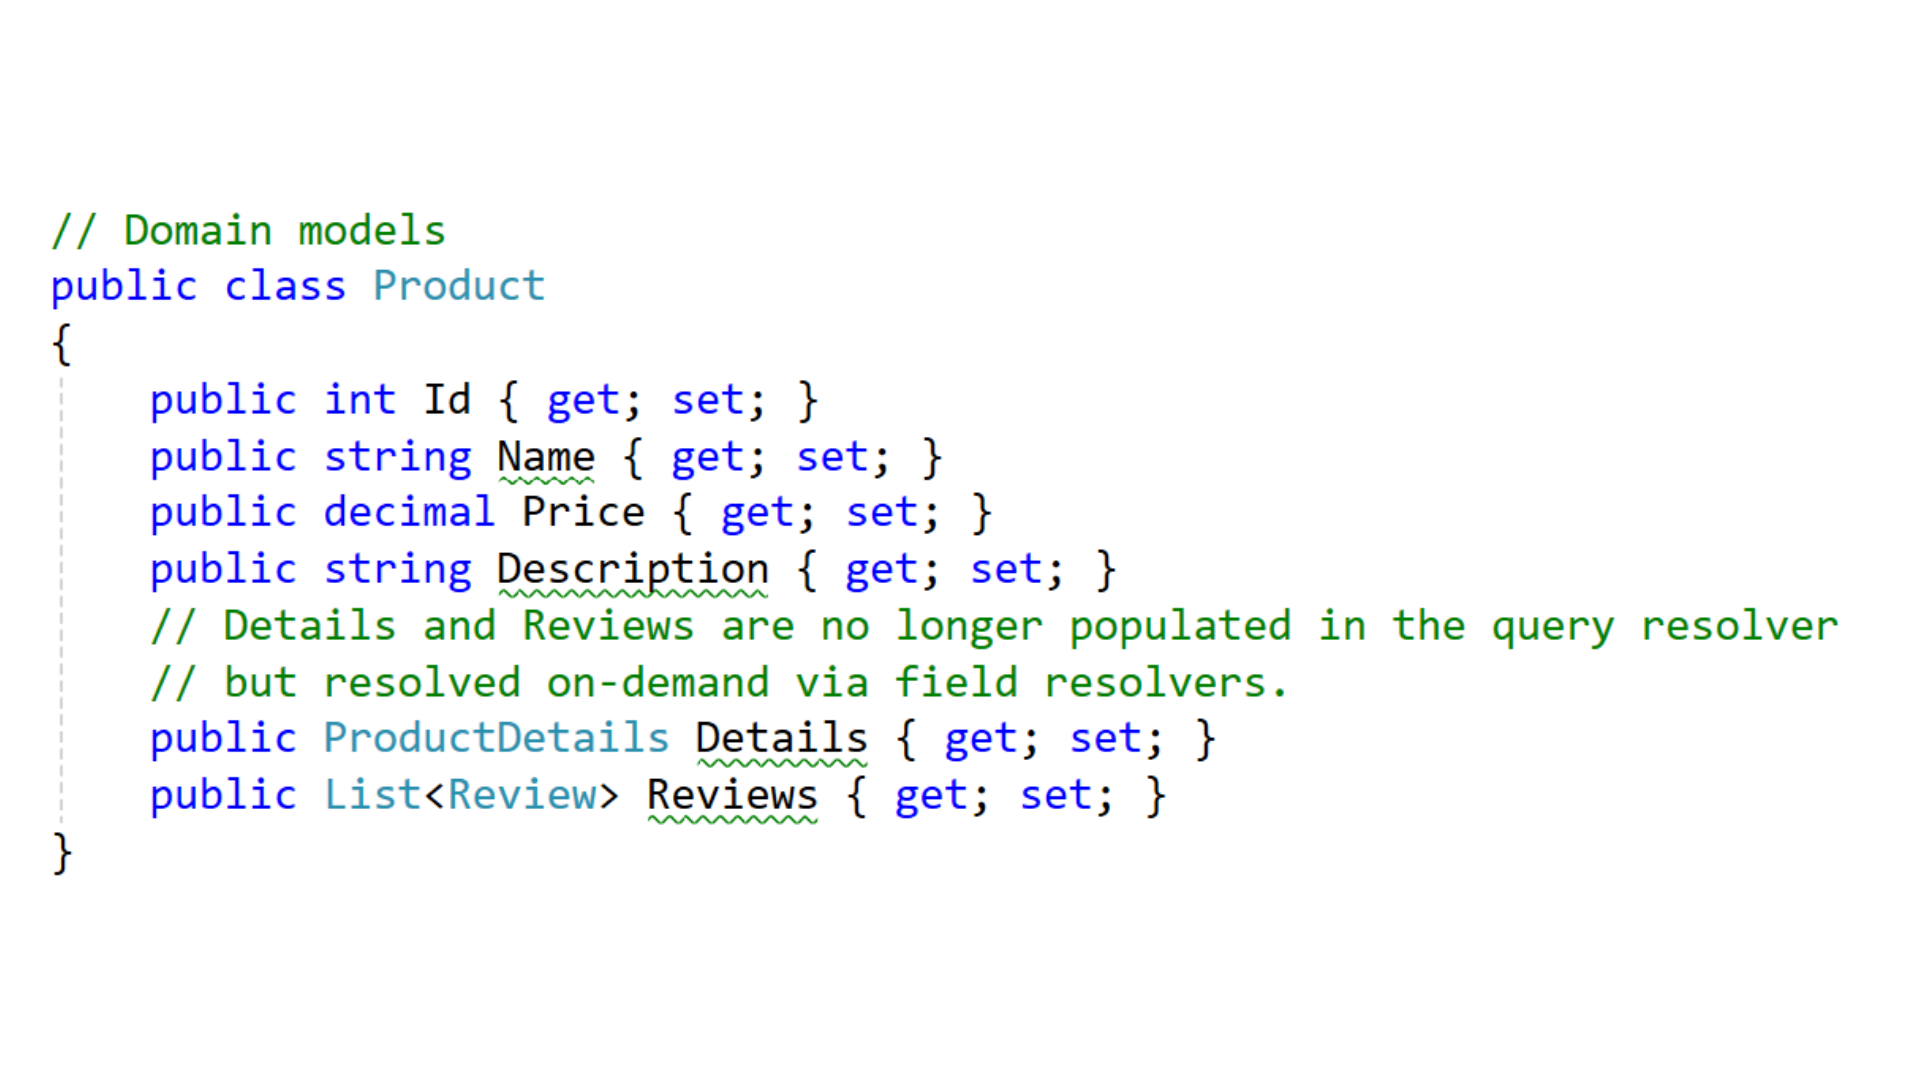 // Domain models
public class Product
{
    public int Id { get; set; }
    public string Name { get; set; }
    public decimal Price { get; set; }
    public string Description { get; set; }
    // Details and Reviews are no longer populated in the query resolver
    // but resolved on-demand via field resolvers.
    public ProductDetails Details { get; set; }
    public List<Review> Reviews { get; set; }
}